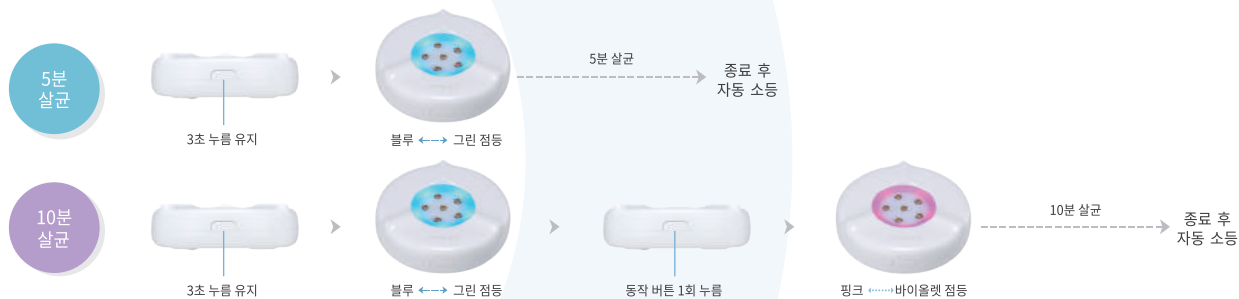 5분
살균
3초 누름 유지
블루 그린 점등
5분 살균
종료 후
자동 소등
10분
살균
3초 누름 유지
블루 그린 점등
동작 버튼 1회 누름
핑크 바이올렛 점등
10분 살균
종료 후
자동 소등